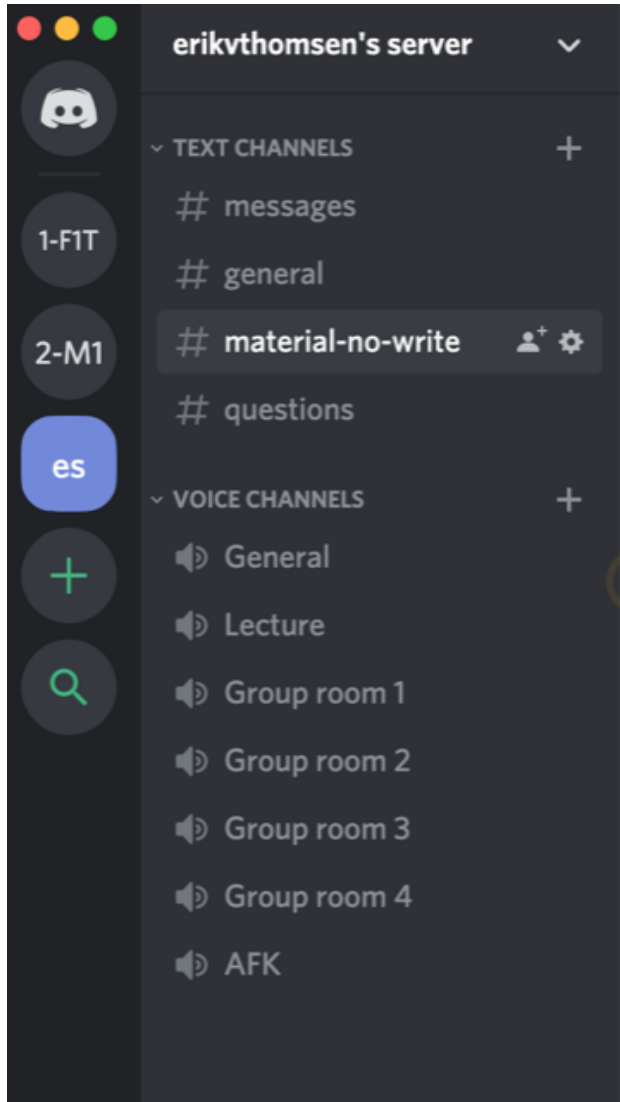 erikvthomsen's server
TEXT CHANNELS
1-F1T
2-M1
es
# messages
# general
# material-no-write
# questions
VOICE CHANNELS
General
Lecture
Group room 1
Group room 2
Group room 3
Group room 4
AFK